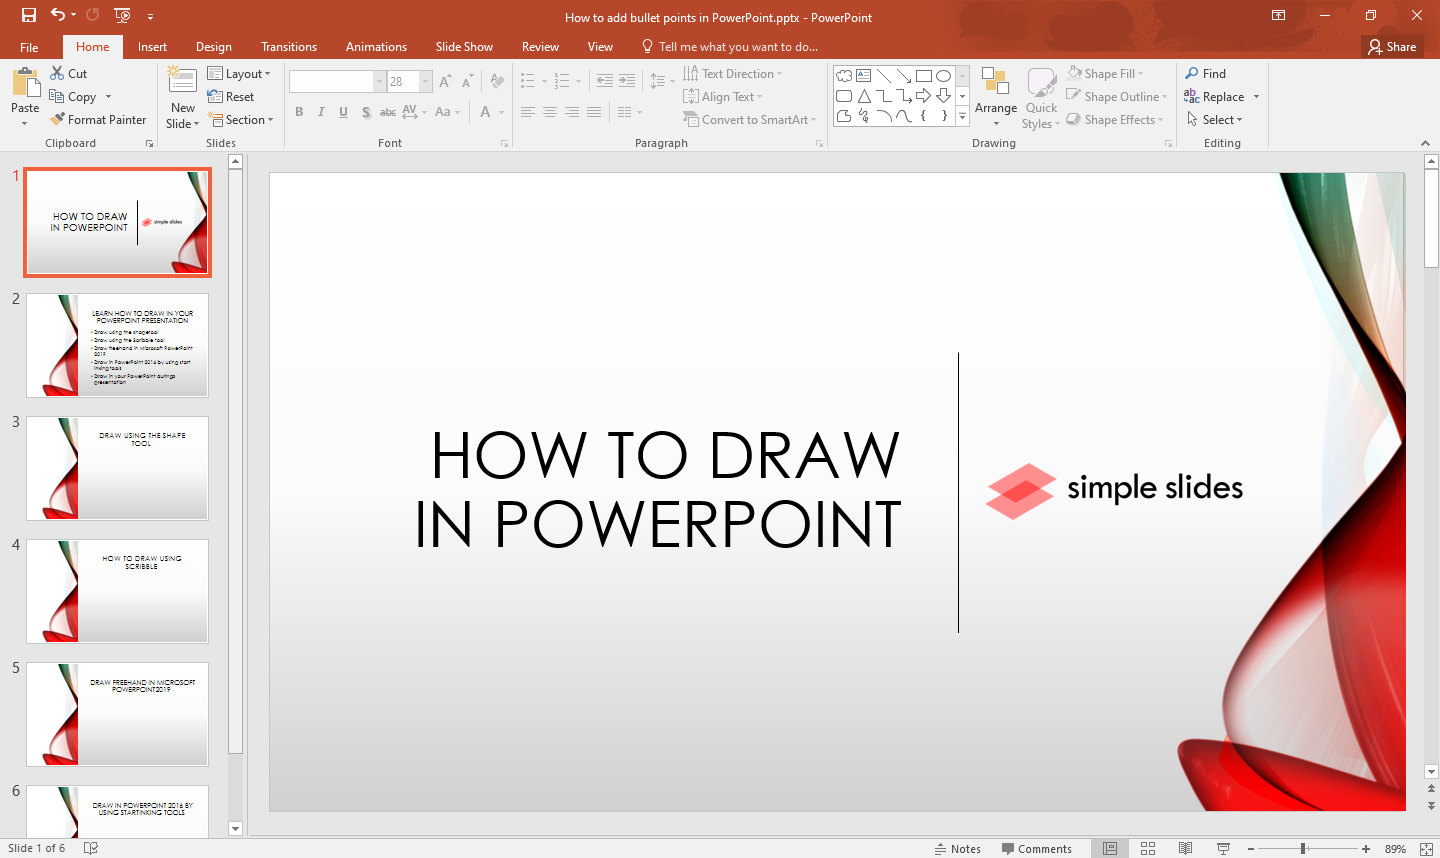 How to add bullet points in PowerPoint.pptx - PowerPoint
File Home Insert Design Transitions Animations Slide Show Review View Tell me what you want to do... Share
Paste
Cut
Copy
Format Painter
Clipboard
New
Slide
Layout
Reset
Section
Slides
28
A A
B I U S abc AV Aa A
Font
Text Direction
Align Text
Convert to SmartArt
Paragraph
Arrange
Quick
Styles
Shape Fill
Shape Outline
Shape Effects
Drawing
Find
Replace
Select
Editing
1
HOW TO DRAW
IN POWERPOINT
simple slides
2
LEARN HOW TO DRAW IN YOUR
POWERPOINT PRESENTATION
• Draw using the shapetool
• Draw using the Scribble tool
• Draw freehand in Microsoft PowerPoint
2019
• Draw in PowerPoint 2016 by using start
inking tools
• Draw in your PowerPoint duringa
presentation
3
DRAW USING THE SHAPE
TOOL
4
HOW TO DRAW USING
SCRIBBLE
5
DRAW FREEHAND IN MICROSOFT
POWERPOINT2019
6
DRAW IN POWERPOINT 2016 BY
USING STARTINKING TOOLS
HOW TO DRAW
IN POWERPOINT
simple slides
Slide 1 of 6
Notes Comments 89%